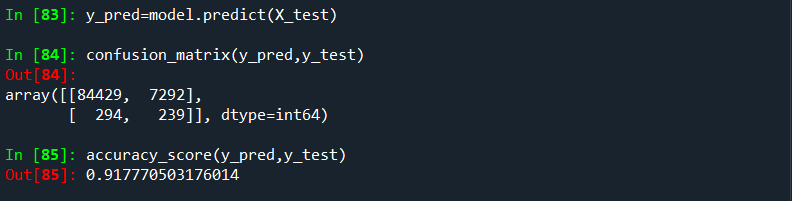 In [83]: y_pred=model.predict(X_test)
In [84]: confusion_matrix(y_pred,y_test)
Out[84]:
array([[84429,  7292],
       [  294,   239]], dtype=int64)
In [85]: accuracy_score(y_pred,y_test)
Out[85]: 0.917770503176014